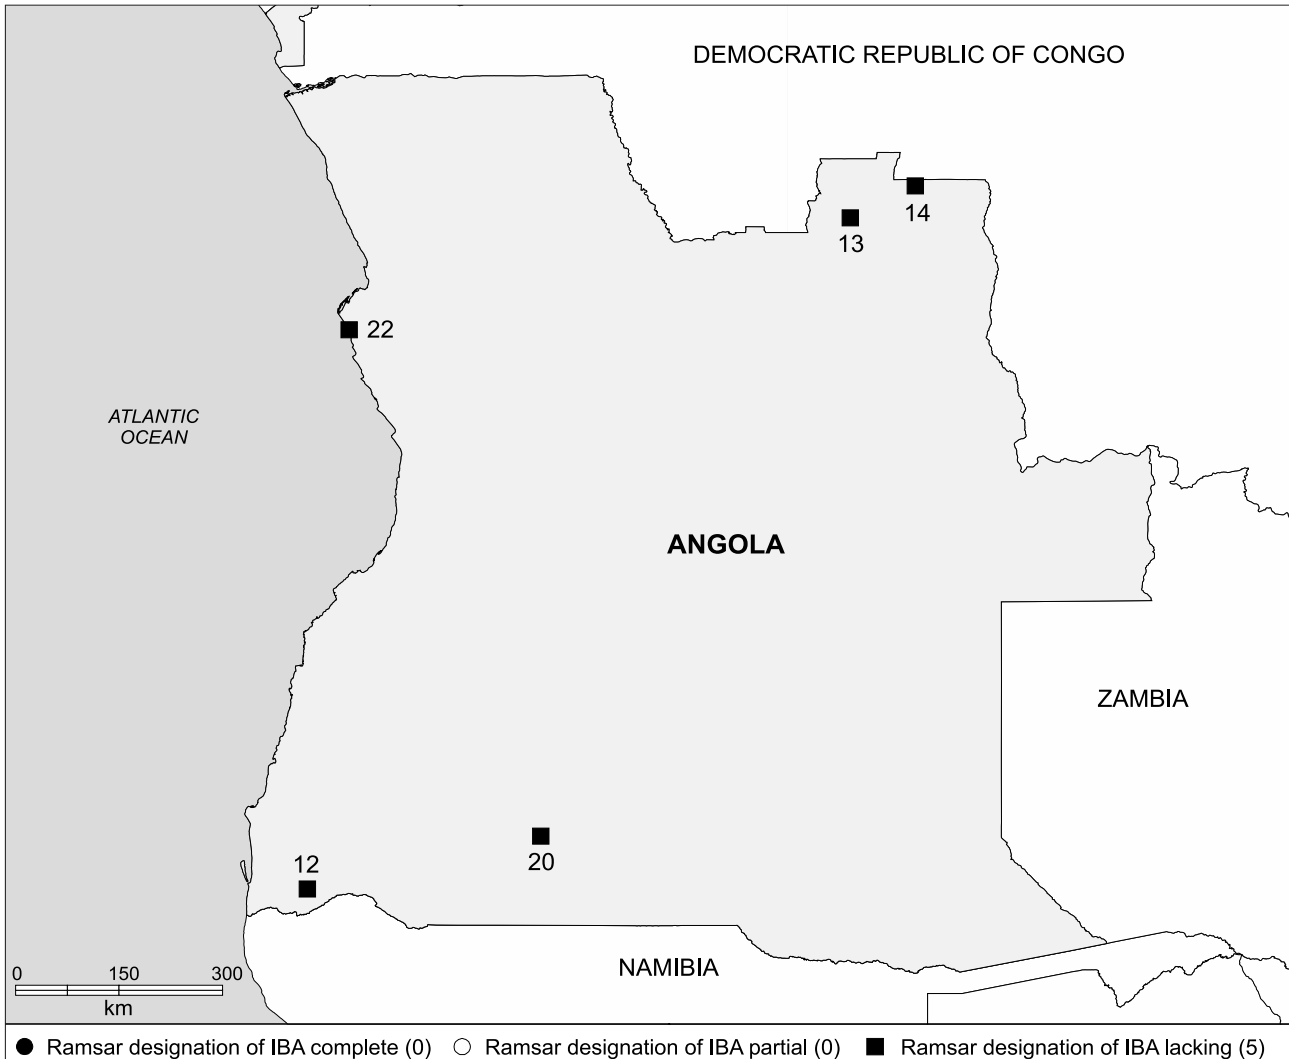 DEMOCRATIC REPUBLIC OF CONGO
14
13
22
ATLANTIC
OCEAN
ANGOLA
ZAMBIA
12
20
NAMIBIA
0 150 300
km
Ramsar designation of IBA complete (0) Ramsar designation of IBA partial (0) Ramsar designation of IBA lacking (5)